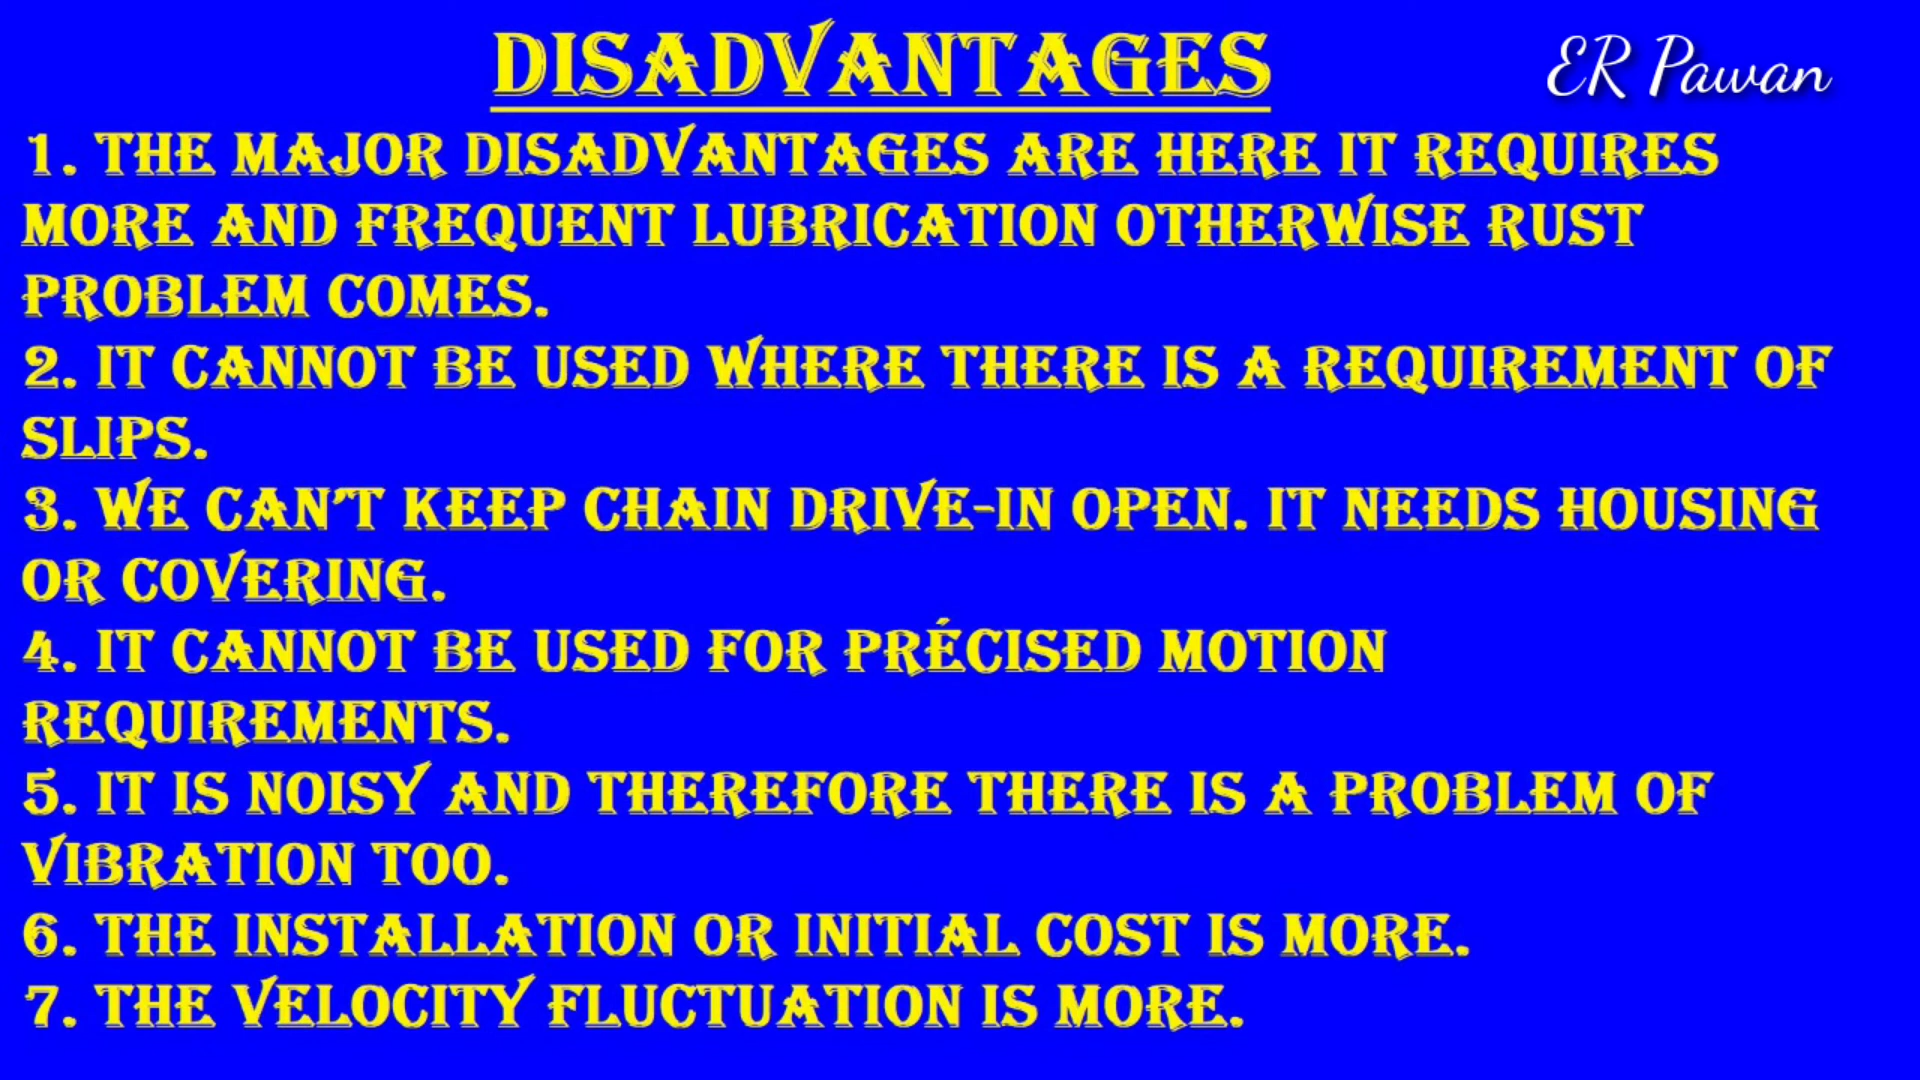 DISADVANTAGES
ER Pawan
1. THE MAJOR DISADVANTAGES ARE HERE IT REQUIRES
MORE AND FREQUENT LUBRICATION OTHERWISE RUST
PROBLEM COMES.
2. IT CANNOT BE USED WHERE THERE IS A REQUIREMENT OF
SLIPS.
3. WE CAN'T KEEP CHAIN DRIVE-IN OPEN. IT NEEDS HOUSING
OR COVERING.
4. IT CANNOT BE USED FOR PRÉCISED MOTION
REQUIREMENTS.
5. IT IS NOISY AND THEREFORE THERE IS A PROBLEM OF
VIBRATION TOO.
6. THE INSTALLATION OR INITIAL COST IS MORE.
7. THE VELOCITY FLUCTUATION IS MORE.